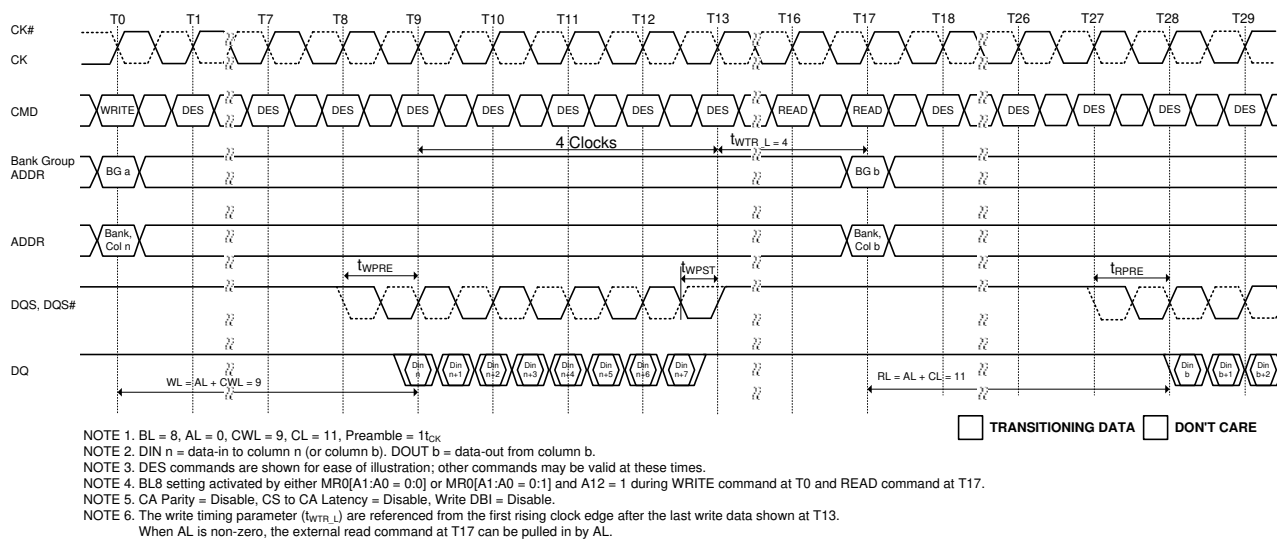 T0 T1 T7 T8 T9 T10 T11 T12 T13 T16 T17 T18 T26 T27 T28 T29
CK#
CK
CMD WRITE DES DES DES DES DES DES DES DES READ READ DES DES DES DES DES
4 Clocks tWTR_L = 4
Bank Group
ADDR
BG a BG b
ADDR
Bank, Col n
Bank, Col b
tWPRE tWPST tRPRE
DQS, DQS#
DQ
Din n
Din n+1
Din n+2
Din n+3
Din n+4
Din n+5
Din n+6
Din n+7
Din b
Din b+1
Din b+2
WL = AL + CWL = 9
RL = AL + CL = 11
TRANSITIONING DATA DON'T CARE
NOTE 1. BL = 8, AL = 0, CWL = 9, CL = 11, Preamble = 1tCK
NOTE 2. DIN n = data-in to column n (or column b). DOUT b = data-out from column b.
NOTE 3. DES commands are shown for ease of illustration; other commands may be valid at these times.
NOTE 4. BL8 setting activated by either MR0[A1:A0 = 0:0] or MR0[A1:A0 = 0:1] and A12 = 1 during WRITE command at T0 and READ command at T17.
NOTE 5. CA Parity = Disable, CS to CA Latency = Disable, Write DBI = Disable.
NOTE 6. The write timing parameter (tWTR_L) are referenced from the first rising clock edge after the last write data shown at T13.
When AL is non-zero, the external read command at T17 can be pulled in by AL.